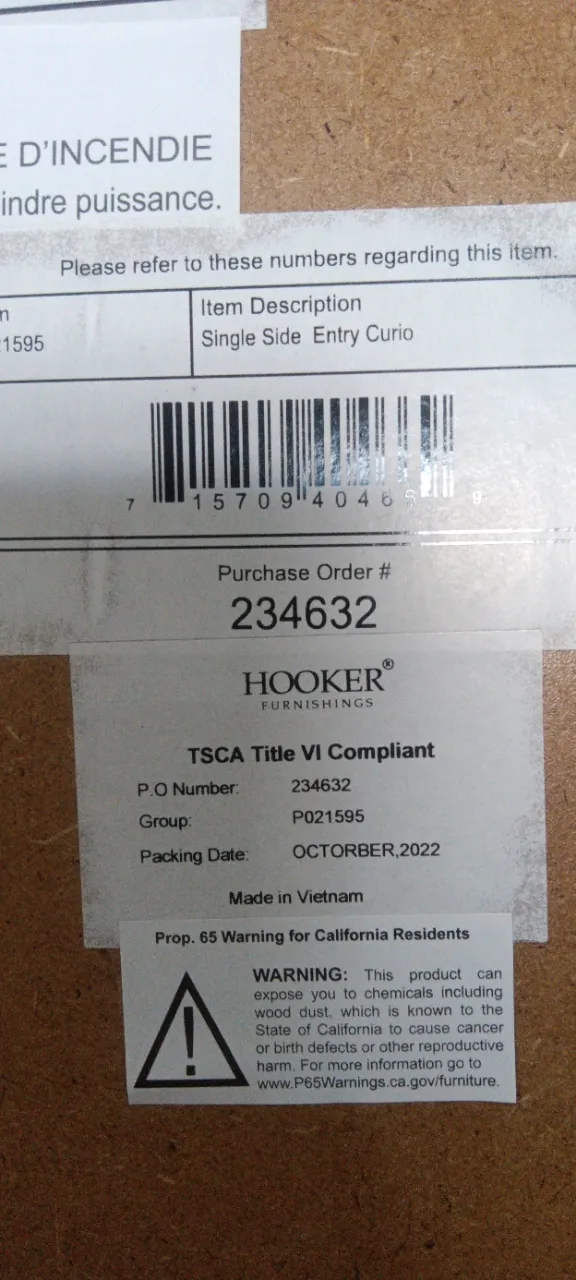 E D'INCENDIE
indre puissance.
Please refer to these numbers regarding this item.
n
1595
Item Description
Single Side Entry Curio
7 15709 4046 9
Purchase Order #
234632
HOOKER®
FURNISHINGS
TSCA Title VI Compliant
P.O Number: 234632
Group: P021595
Packing Date: OCTORBER,2022
Made in Vietnam
Prop. 65 Warning for California Residents
WARNING: This product can
expose you to chemicals including
wood dust, which is known to the
State of California to cause cancer
or birth defects or other reproductive
harm. For more information go to
www.P65Warnings.ca.gov/furniture.